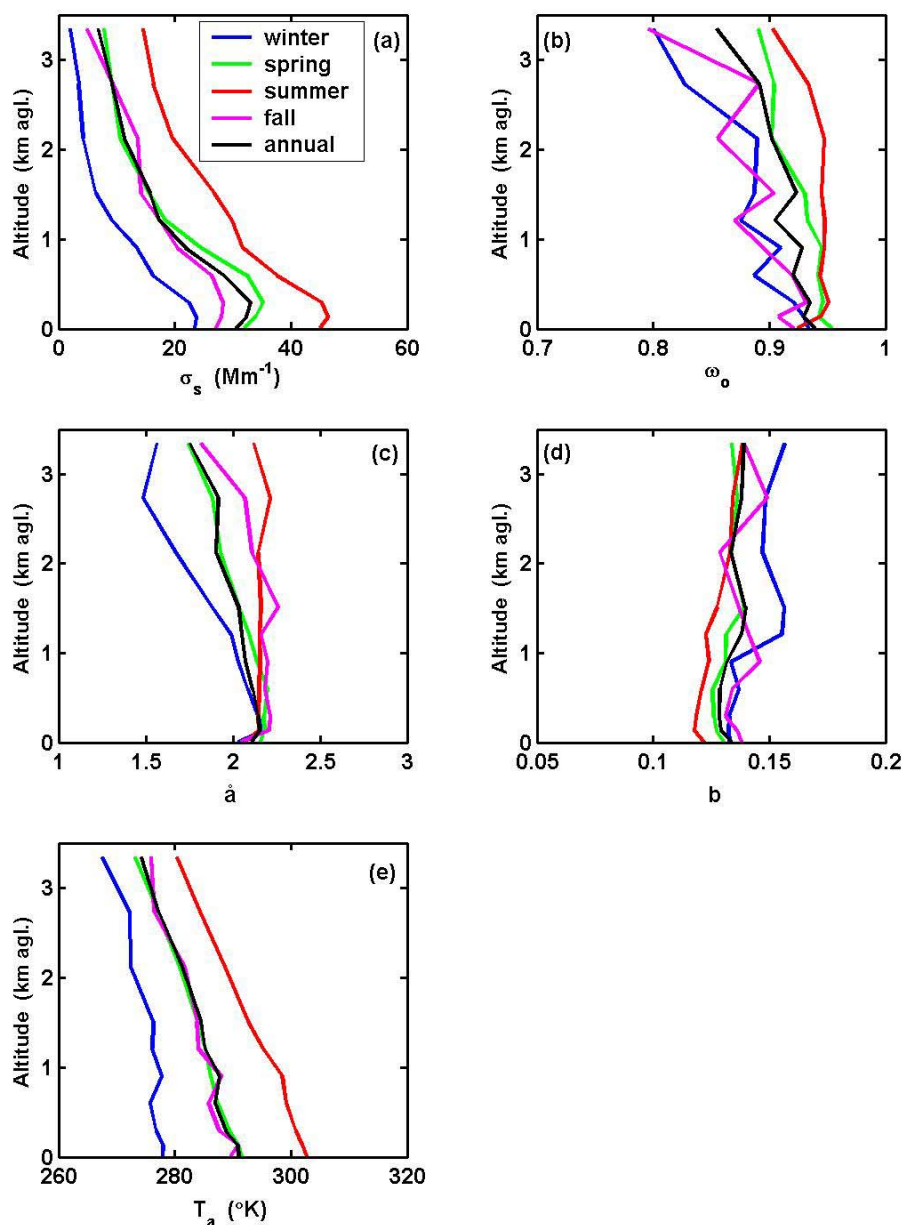 Altitude (km agl.)
3
2
1
0
0 20 40 60
σs (Mm-1)
(a)
winter
spring
summer
fall
annual
Altitude (km agl.)
3
2
1
0
0.7 0.8 0.9 1
ωo
(b)
Altitude (km agl.)
3
2
1
0
1 1.5 2 2.5 3
å
(c)
Altitude (km agl.)
3
2
1
0
0.05 0.1 0.15 0.2
b
(d)
Altitude (km agl.)
3
2
1
0
260 280 300 320
Ta (°K)
(e)